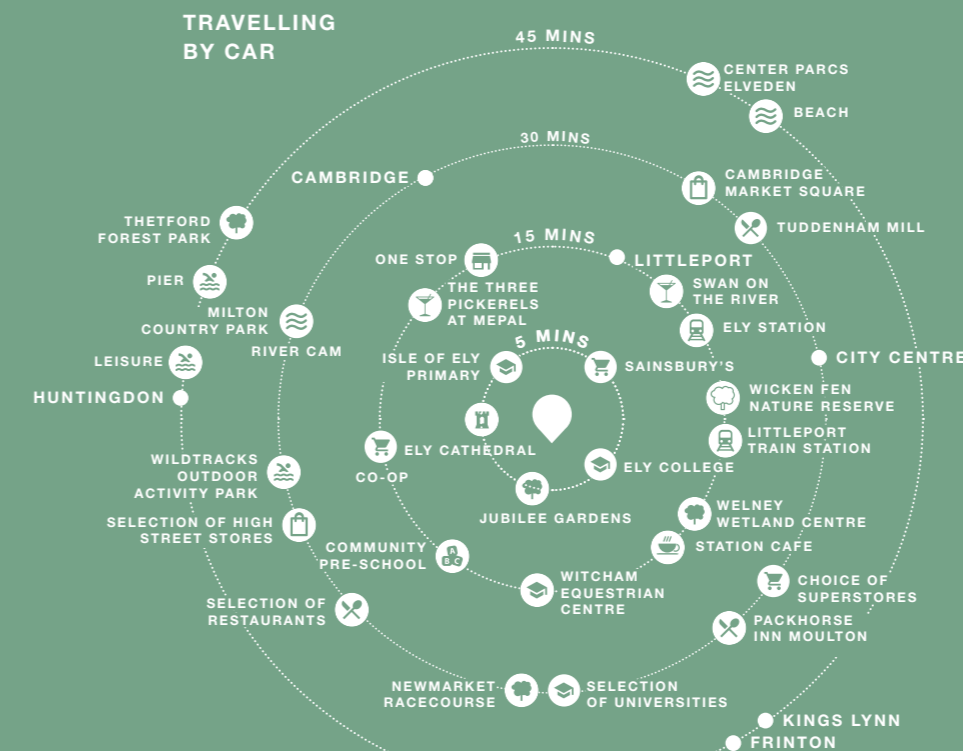 TRAVELLING
BY CAR
45 MINS
CENTER PARCS
ELVEDEN
BEACH
30 MINS
CAMBRIDGE
CAMBRIDGE
MARKET SQUARE
THETFORD
FOREST PARK
TUDDENHAM MILL
15 MINS
ONE STOP
LITTLEPORT
PIER
THE THREE
PICKERELS
AT MEPAL
SWAN ON
THE RIVER
MILTON
COUNTRY PARK
ELY STATION
5 MINS
RIVER CAM
LEISURE
ISLE OF ELY
PRIMARY
SAINSBURY'S
CITY CENTRE
HUNTINGDON
WICKEN FEN
NATURE RESERVE
LITTLEPORT
TRAIN STATION
ELY CATHEDRAL
CO-OP
ELY COLLEGE
WILDTRACKS
OUTDOOR
ACTIVITY PARK
JUBILEE GARDENS
SELECTION OF HIGH
STREET STORES
WELNEY
WETLAND CENTRE
STATION CAFE
COMMUNITY
PRE-SCHOOL
A
B C
WITCHAM
EQUESTRIAN
CENTRE
CHOICE OF
SUPERSTORES
SELECTION OF
RESTAURANTS
PACKHORSE
INN MOULTON
NEWMARKET
RACECOURSE
SELECTION
OF UNIVERSITIES
KINGS LYNN
FRINTON